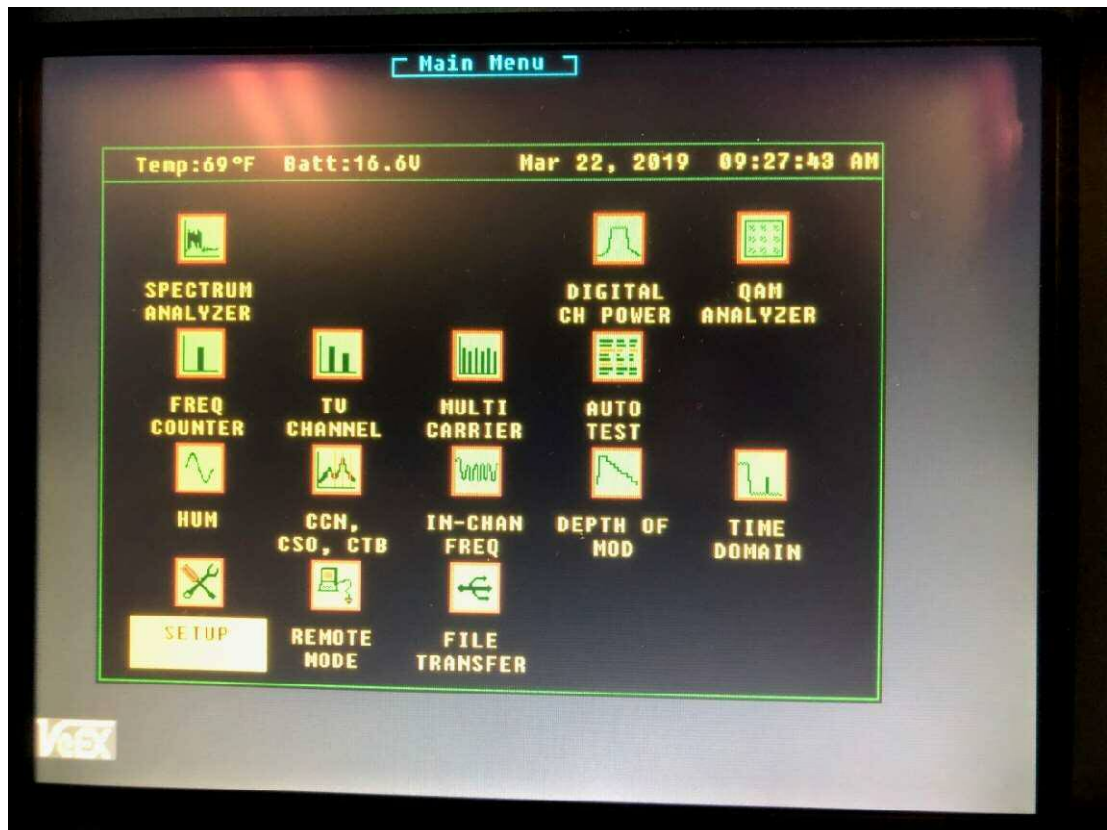 Main Menu
Temp:69°F Batt:16.6V Mar 22, 2019 09:27:43 AM
SPECTRUM
ANALYZER
DIGITAL
CH POWER
QAM
ANALYZER
FREQ
COUNTER
TV
CHANNEL
MULTI
CARRIER
AUTO
TEST
HUM
CCN,
CSO, CTB
IN-CHAN
FREQ
DEPTH OF
MOD
TIME
DOMAIN
SETUP
REMOTE
MODE
FILE
TRANSFER
VeEX